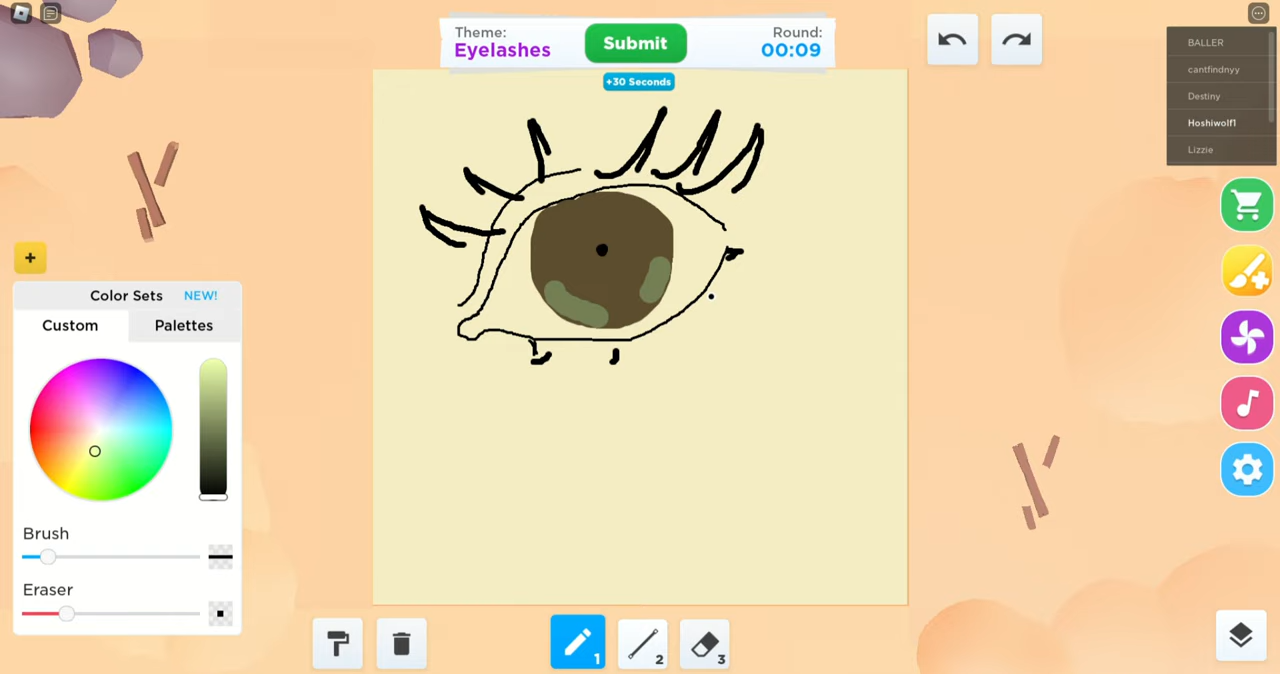 Theme:
Eyelashes
Submit
Round:
00:09
+30 Seconds
BALLER
cantfindnyy
Destiny
Hoshiwolf1
Lizzie
+
Color Sets NEW!
Custom Palettes
Brush
Eraser
1
2
3